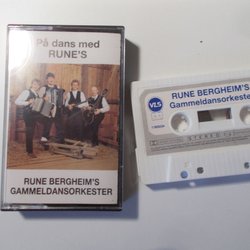 På dans med
RUNE'S
RUNE BERGHEIM'S
GAMMELDANSORKESTER
VLS
RUNE BERGHEIM'S
Gammeldansorkester
STEREO